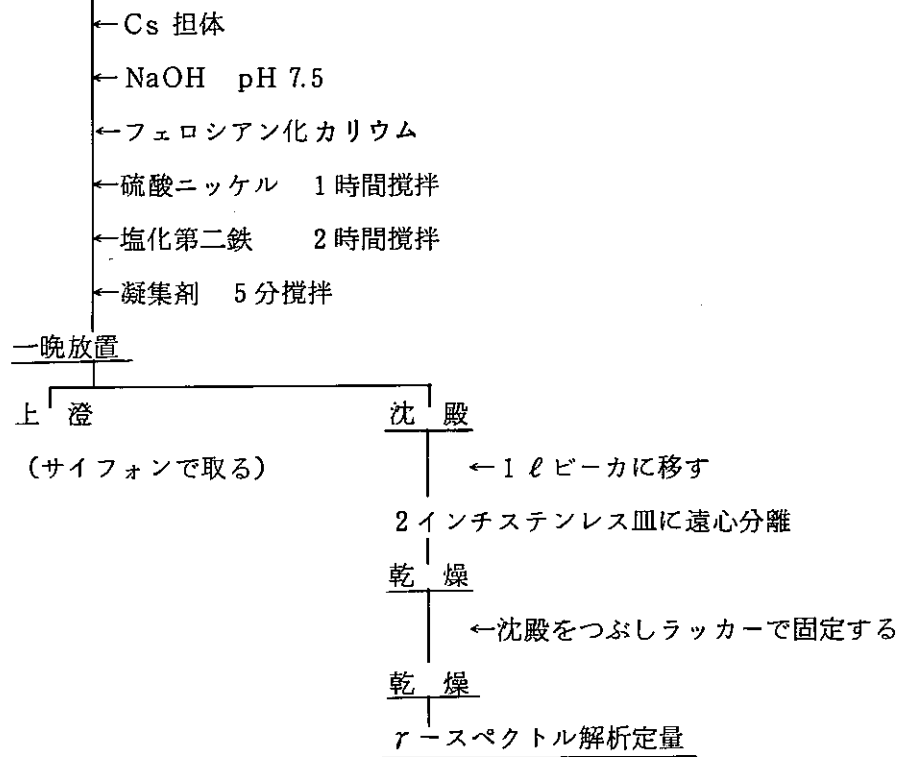 ←Cs 担体
←NaOH pH 7.5
←フェロシアン化カリウム
←硫酸ニッケル 1時間撹拌
←塩化第二鉄 2時間撹拌
←凝集剤 5分撹拌
一晩放置
上澄 沈殿
(サイフォンで取る) ←1ℓビーカに移す
2インチステンレス皿に遠心分離
乾燥
←沈殿をつぶしラッカーで固定する
乾燥
γ-スペクトル解析定量